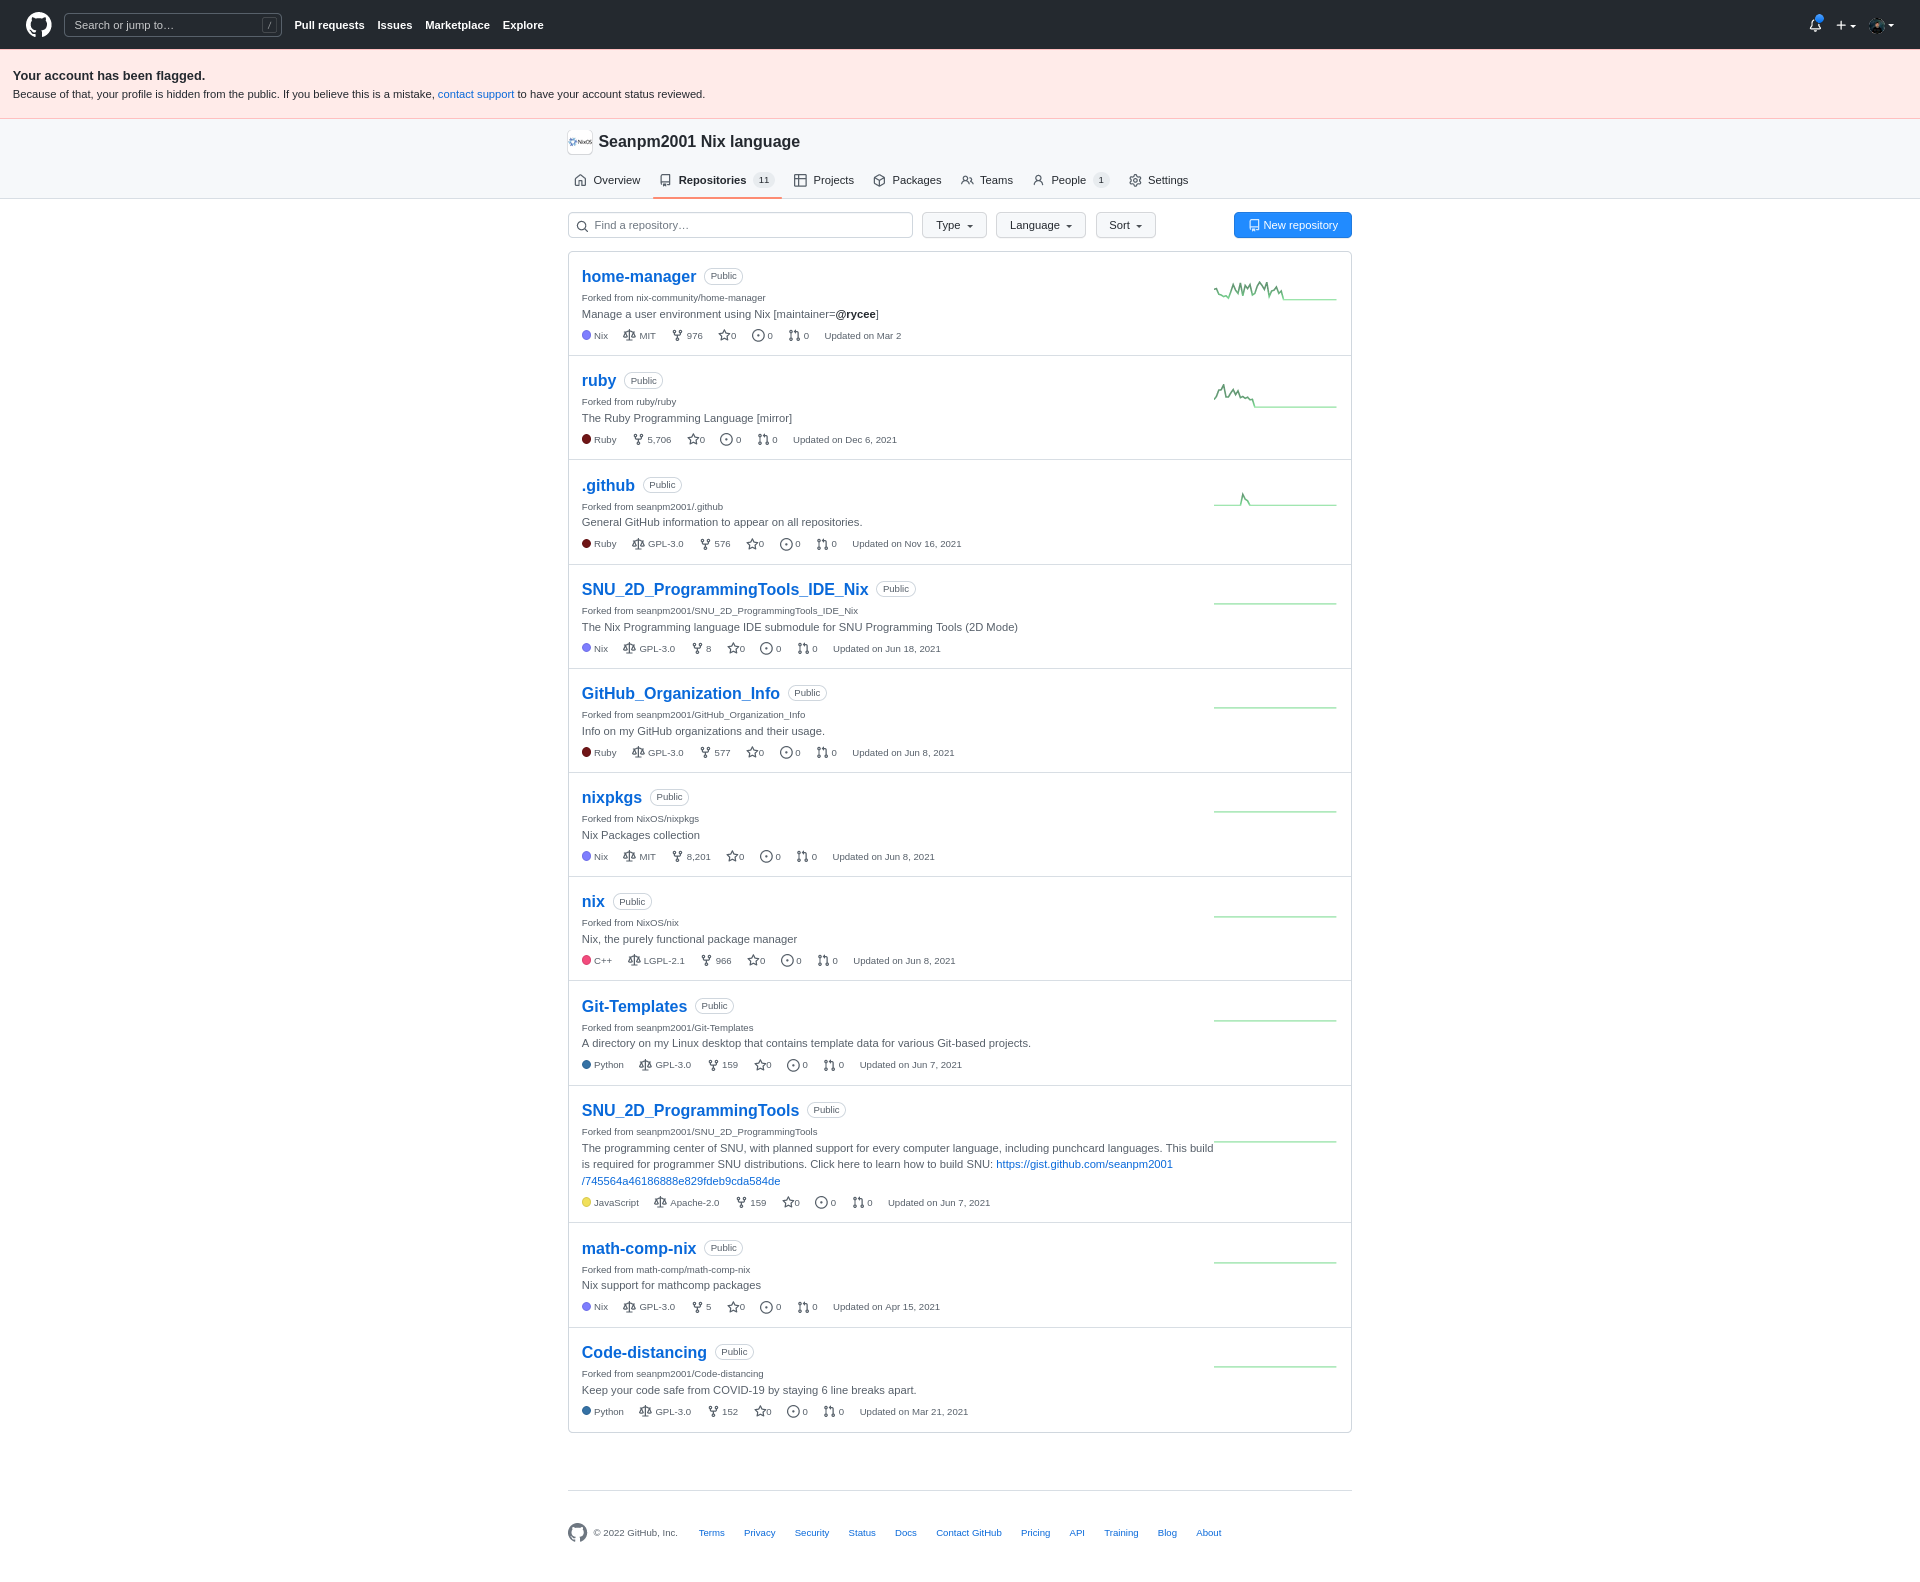 Search or jump to… /
Pull requests Issues Marketplace Explore
Your account has been flagged.
Because of that, your profile is hidden from the public. If you believe this is a mistake, contact support to have your account status reviewed.
NixOS Seanpm2001 Nix language
Overview Repositories 11 Projects Packages Teams People 1 Settings
Find a repository… Type Language Sort New repository
home-manager Public
Forked from nix-community/home-manager
Manage a user environment using Nix [maintainer=@rycee]
Nix MIT 976 0 0 0 Updated on Mar 2
ruby Public
Forked from ruby/ruby
The Ruby Programming Language [mirror]
Ruby 5,706 0 0 0 Updated on Dec 6, 2021
.github Public
Forked from seanpm2001/.github
General GitHub information to appear on all repositories.
Ruby GPL-3.0 576 0 0 0 Updated on Nov 16, 2021
SNU_2D_ProgrammingTools_IDE_Nix Public
Forked from seanpm2001/SNU_2D_ProgrammingTools_IDE_Nix
The Nix Programming language IDE submodule for SNU Programming Tools (2D Mode)
Nix GPL-3.0 8 0 0 0 Updated on Jun 18, 2021
GitHub_Organization_Info Public
Forked from seanpm2001/GitHub_Organization_Info
Info on my GitHub organizations and their usage.
Ruby GPL-3.0 577 0 0 0 Updated on Jun 8, 2021
nixpkgs Public
Forked from NixOS/nixpkgs
Nix Packages collection
Nix MIT 8,201 0 0 0 Updated on Jun 8, 2021
nix Public
Forked from NixOS/nix
Nix, the purely functional package manager
C++ LGPL-2.1 966 0 0 0 Updated on Jun 8, 2021
Git-Templates Public
Forked from seanpm2001/Git-Templates
A directory on my Linux desktop that contains template data for various Git-based projects.
Python GPL-3.0 159 0 0 0 Updated on Jun 7, 2021
SNU_2D_ProgrammingTools Public
Forked from seanpm2001/SNU_2D_ProgrammingTools
The programming center of SNU, with planned support for every computer language, including punchcard languages. This build
is required for programmer SNU distributions. Click here to learn how to build SNU: https://gist.github.com/seanpm2001
/745564a46186888e829fdeb9cda584de
JavaScript Apache-2.0 159 0 0 0 Updated on Jun 7, 2021
math-comp-nix Public
Forked from math-comp/math-comp-nix
Nix support for mathcomp packages
Nix GPL-3.0 5 0 0 0 Updated on Apr 15, 2021
Code-distancing Public
Forked from seanpm2001/Code-distancing
Keep your code safe from COVID-19 by staying 6 line breaks apart.
Python GPL-3.0 152 0 0 0 Updated on Mar 21, 2021
© 2022 GitHub, Inc. Terms Privacy Security Status Docs Contact GitHub Pricing API Training Blog About